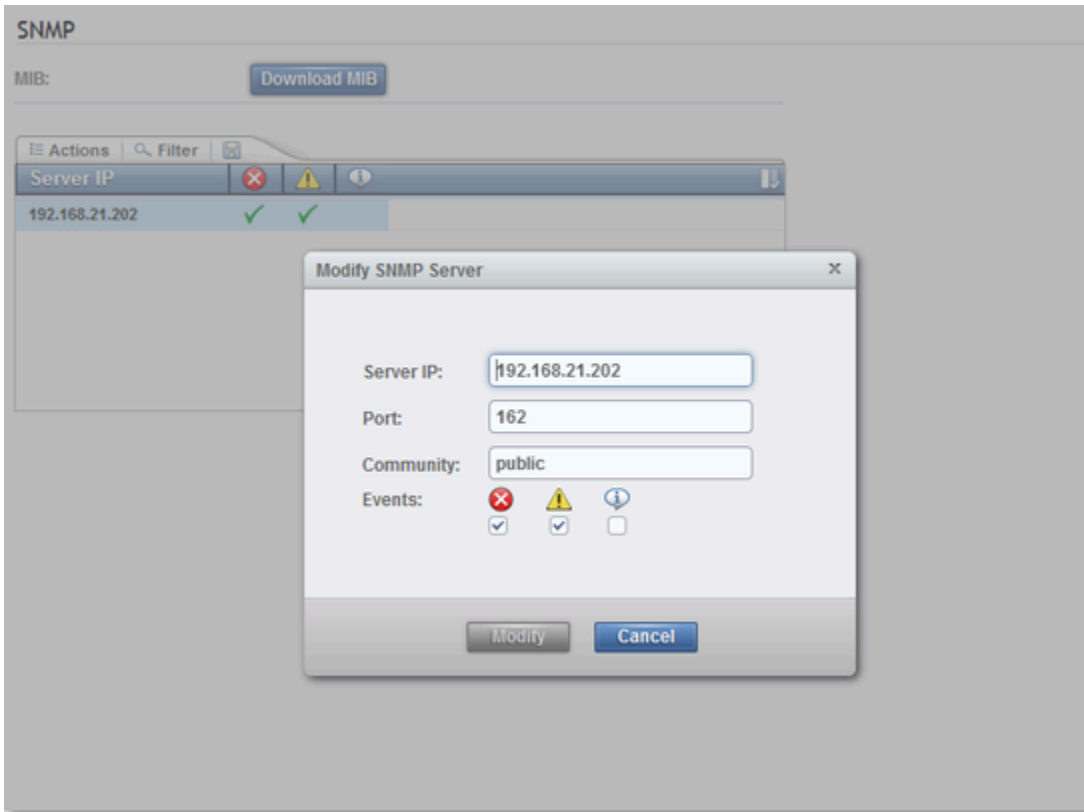 SNMP
MIB: Download MIB
Actions Filter
Server IP
192.168.21.202
Modify SNMP Server x
Server IP: 192.168.21.202
Port: 162
Community: public
Events:
Modify Cancel